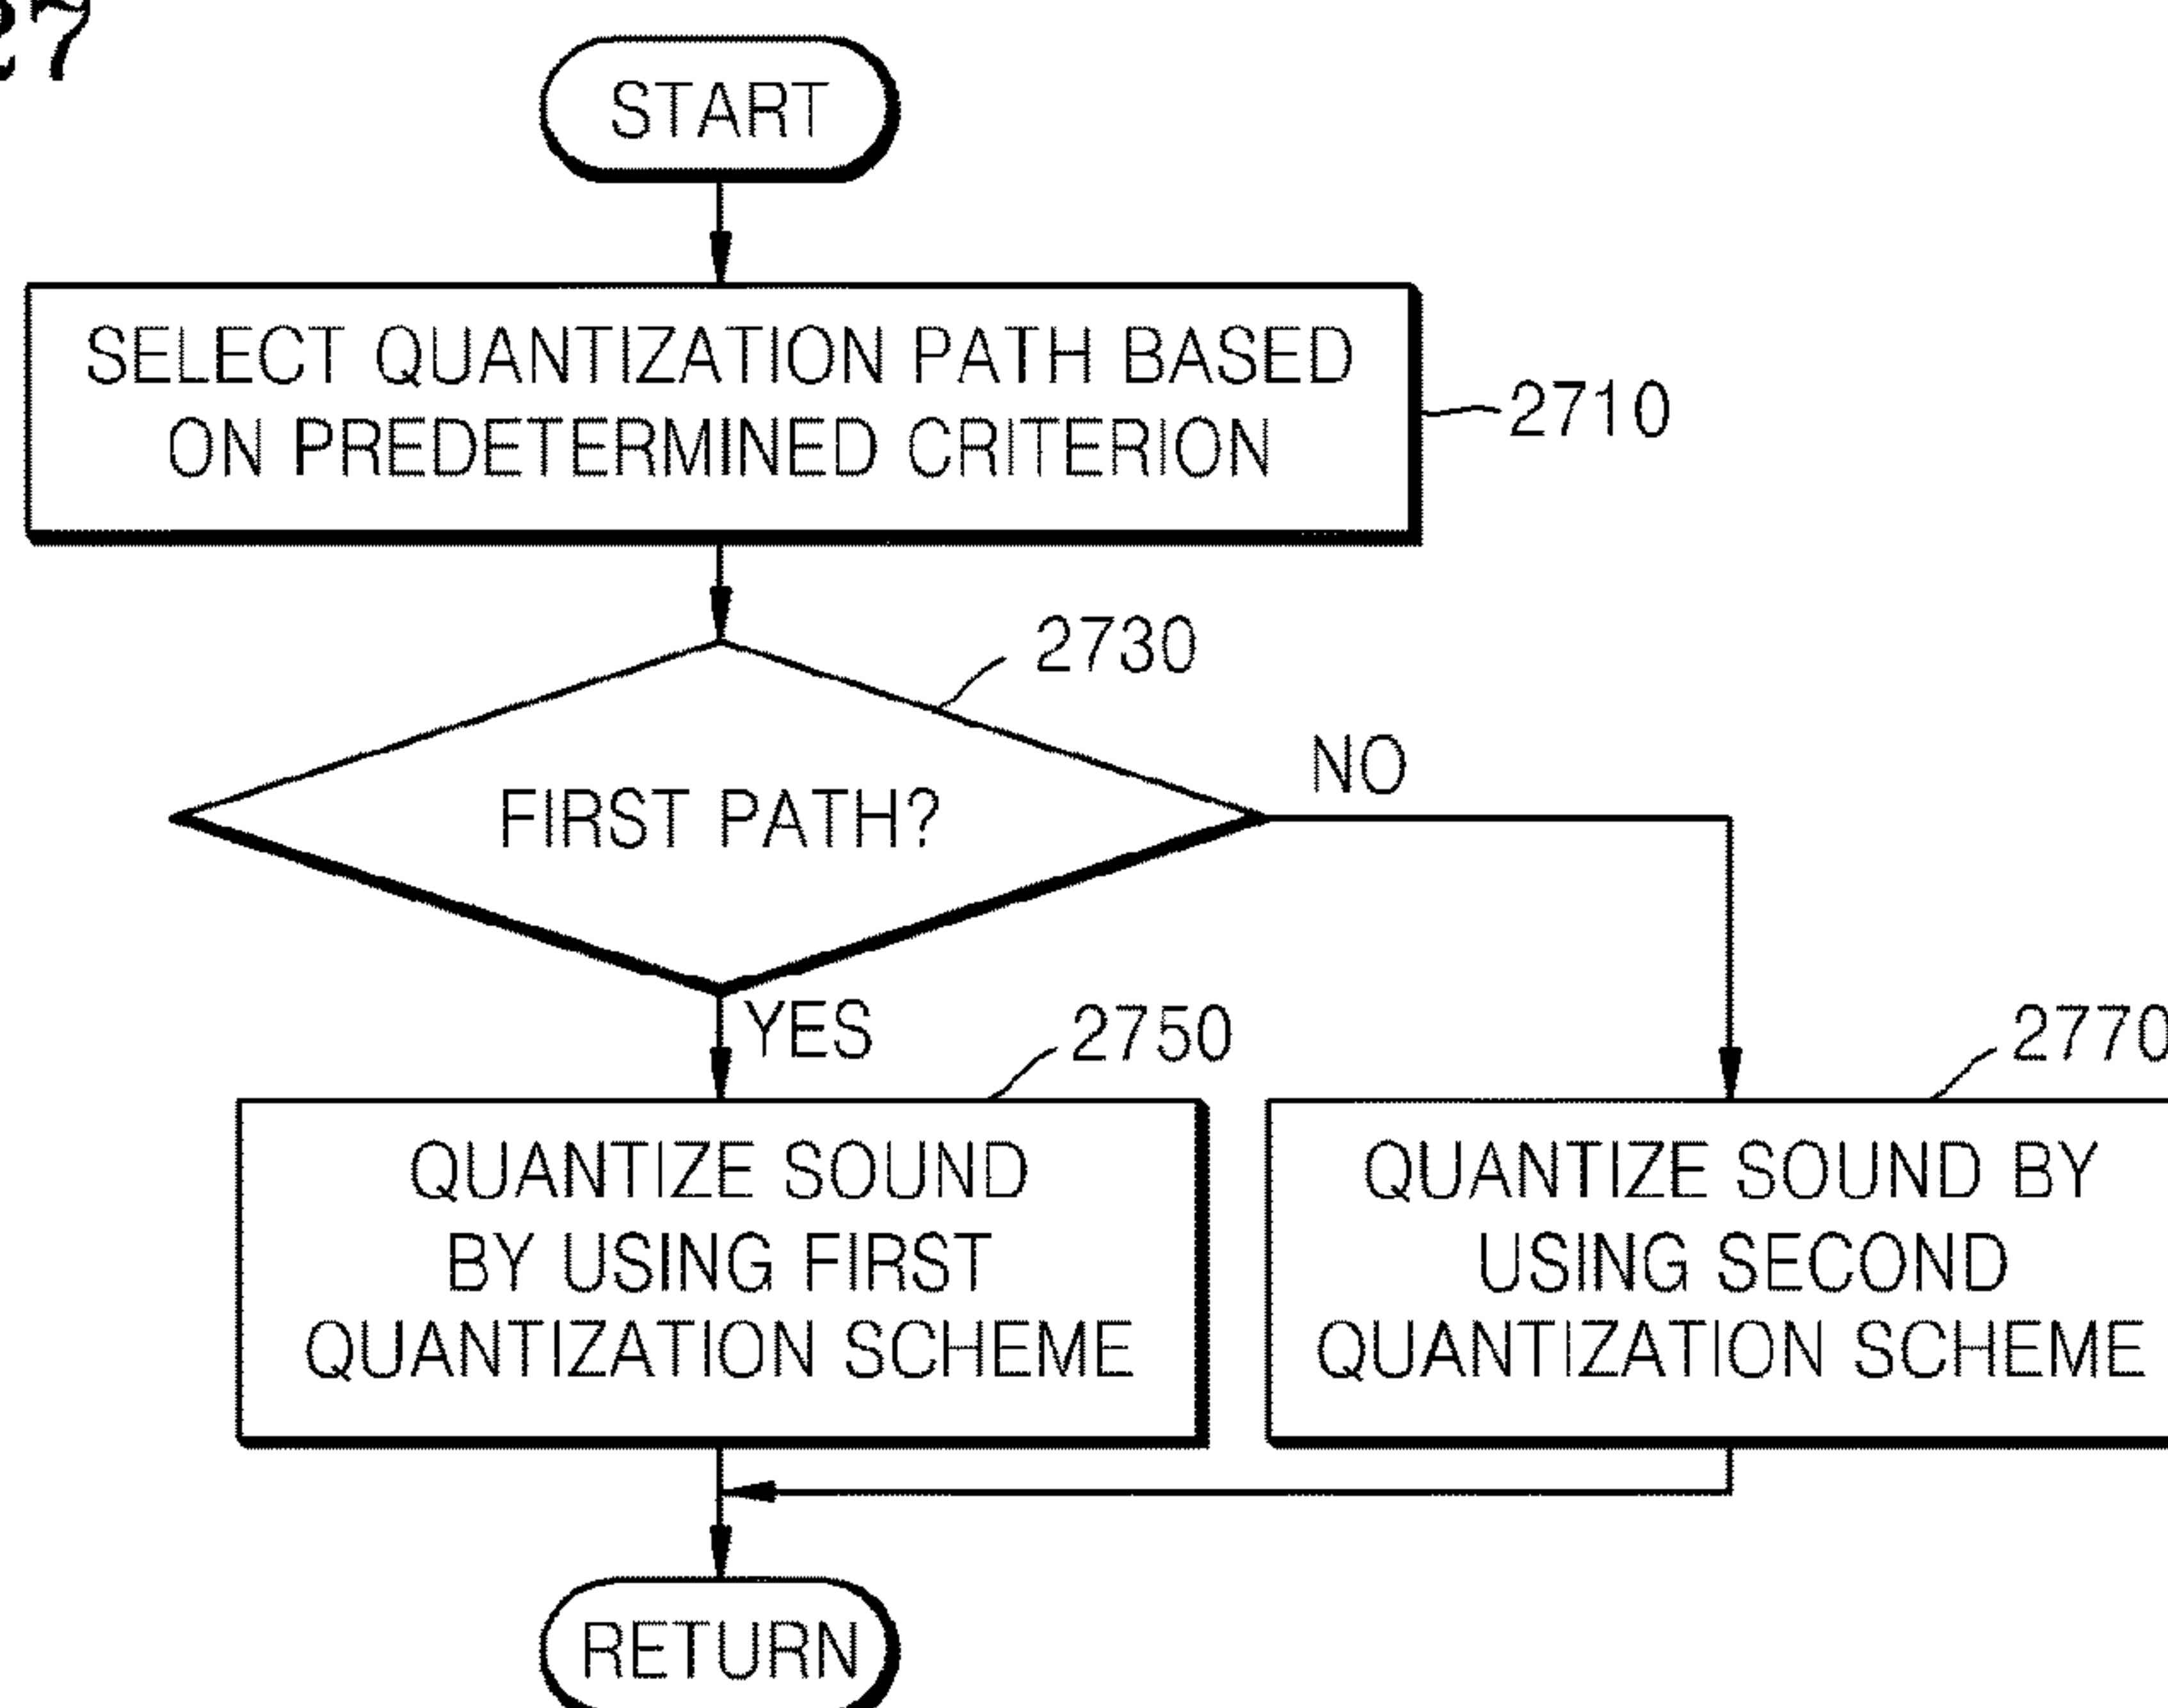 27
START
SELECT QUANTIZATION PATH BASED
ON PREDETERMINED CRITERION
2710
2730
FIRST PATH?
NO
YES
2750
2770
QUANTIZE SOUND
BY USING FIRST
QUANTIZATION SCHEME
QUANTIZE SOUND BY
USING SECOND
QUANTIZATION SCHEME
RETURN